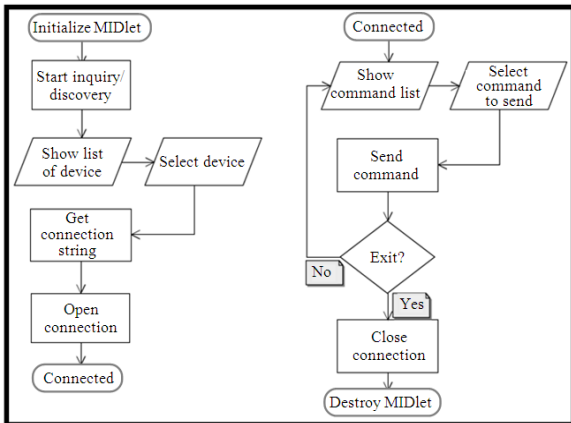 Initialize MIDlet
Start inquiry/
discovery
Show list
of device
Select device
Get
connection
string
Open
connection
Connected
Connected
Show
command list
Select
command
to send
Send
command
Exit?
No
Yes
Close
connection
Destroy MIDlet